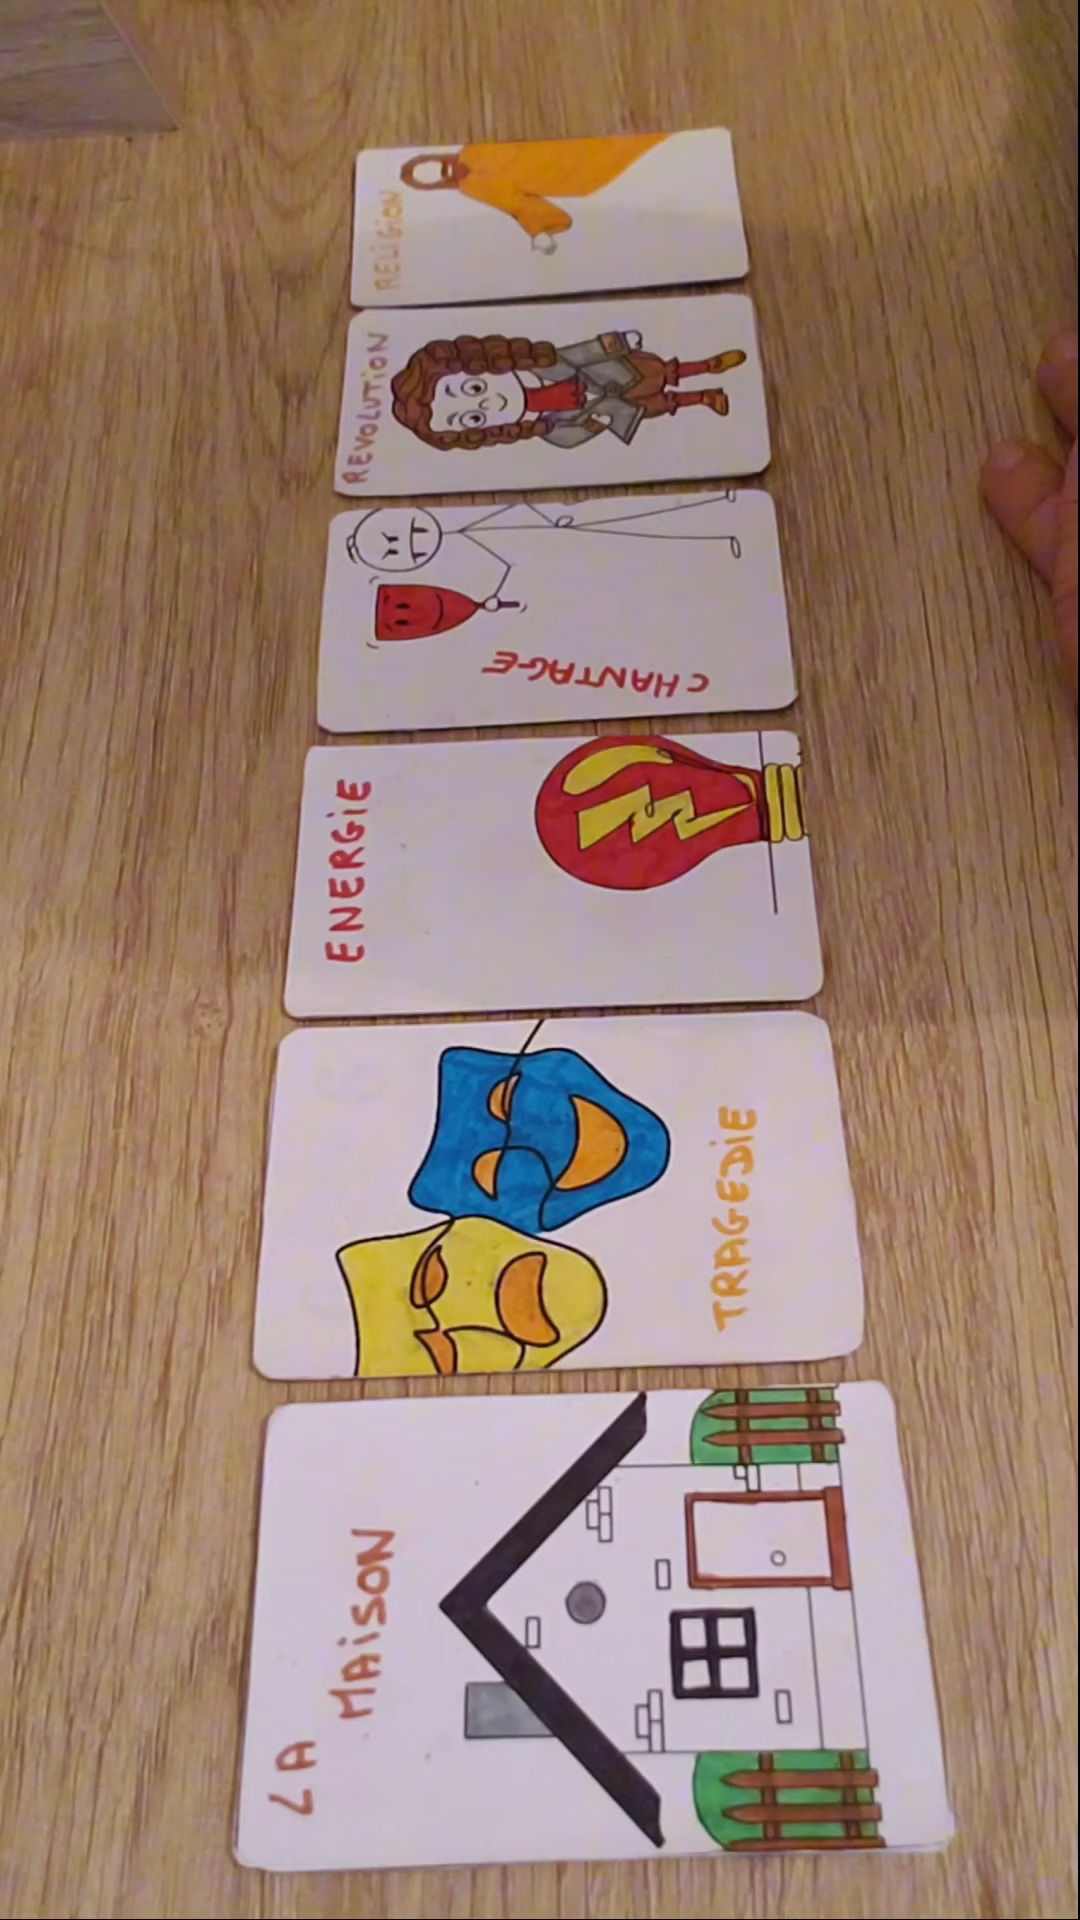 RELiGiON
REVOLUTiON
CHANTAGE
ENERGiE
TRAGEDIE
LA
MAiSON